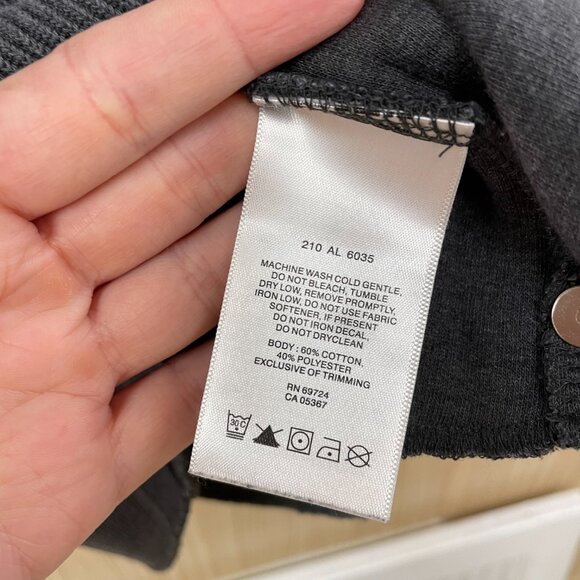 210 AL 6035
MACHINE WASH COLD GENTLE,
DO NOT BLEACH, TUMBLE
DRY LOW, REMOVE PROMPTLY,
IRON LOW. DO NOT USE FABRIC
SOFTENER, IF PRESENT
DO NOT IRON DECAL,
DO NOT DRYCLEAN
BODY : 60% COTTON,
40% POLYESTER
EXCLUSIVE OF TRIMMING
RN 69724
CA 05367
30C